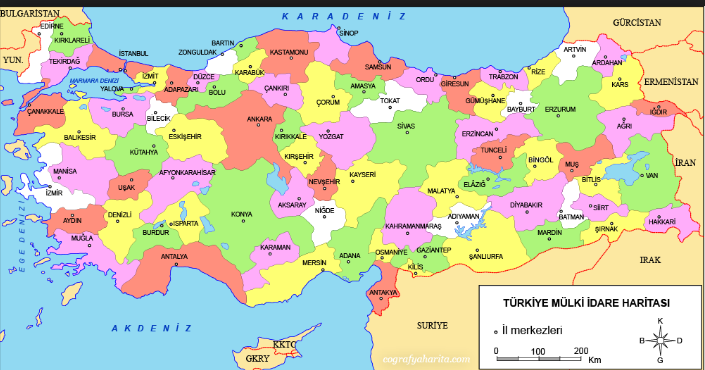 BULGARİSTAN
KARADENİZ
GÜRCİSTAN
EDİRNE
KIRKLARELİ
SİNOP
BARTIN
ZONGULDAK
KASTAMONU
ARTVİN
YUN.
TEKİRDAĞ
İSTANBUL
KARABÜK
SAMSUN
ARDAHAN
MARMARA DENİZİ
İZMİT
DÜZCE
ORDU
GİRESUN
TRABZON
RİZE
ERMENİSTAN
YALOVA
ADAPAZARI
BOLU
ÇANKIRI
AMASYA
GÜMÜŞHANE
KARS
ÇANAKKALE
BURSA
BİLECİK
ÇORUM
TOKAT
BAYBURT
ERZURUM
IĞDIR
BALIKESİR
ESKİŞEHİR
ANKARA
KIRIKKALE
YOZGAT
SİVAS
ERZİNCAN
AĞRI
KÜTAHYA
KIRŞEHİR
TUNCELİ
BİNGÖL
MUŞ
İRAN
MANİSA
AFYONKARAHİSAR
KAYSERİ
ELAZIĞ
BİTLİS
VAN
İZMİR
UŞAK
NEVŞEHİR
MALATYA
AKSARAY
NİĞDE
DİYABAKIR
SİİRT
AYDIN
DENİZLİ
ISPARTA
KONYA
ADIYAMAN
BATMAN
HAKKARİ
BURDUR
KAHRAMANMARAŞ
MARDİN
ŞIRNAK
MUĞLA
KARAMAN
OSMANIYE
GAZİANTEP
ŞANLIURFA
EGE DENİZİ
ANTALYA
MERSIN
ADANA
KİLİS
IRAK
ANTAKYA
AKDENİZ
SURİYE
KKTC
GKRY
cografyaharita.com
TÜRKİYE MÜLKİ İDARE HARİTASI
İl merkezleri
K
B D
G
0 100 200
Km